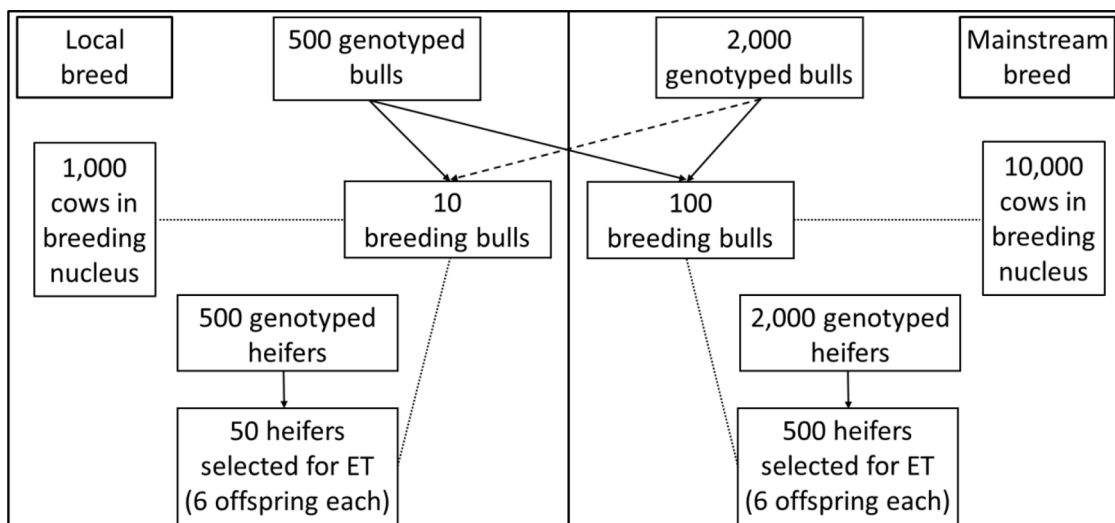 Local
breed
500 genotyped
bulls
2,000
genotyped bulls
Mainstream
breed
1,000
cows in
breeding
nucleus
10
breeding bulls
100
breeding bulls
10,000
cows in
breeding
nucleus
500 genotyped
heifers
2,000 genotyped
heifers
50 heifers
selected for ET
(6 offspring each)
500 heifers
selected for ET
(6 offspring each)